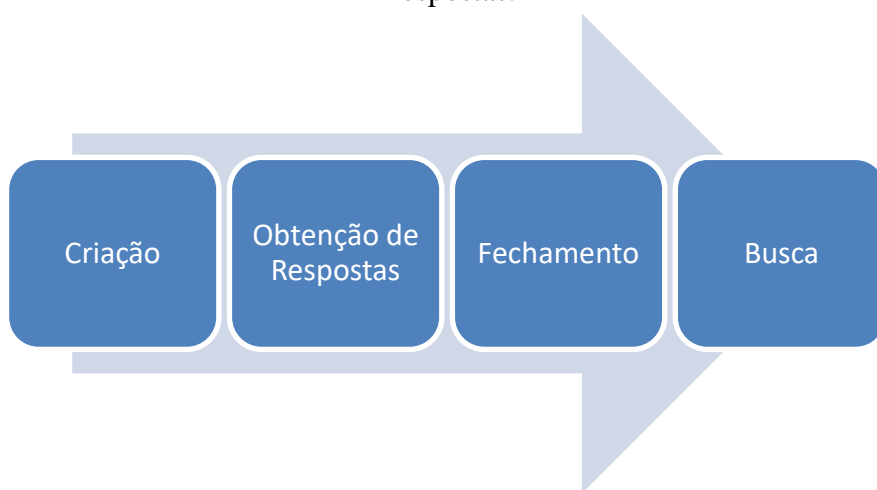 Criação
Obtenção de
Respostas
Fechamento
Busca